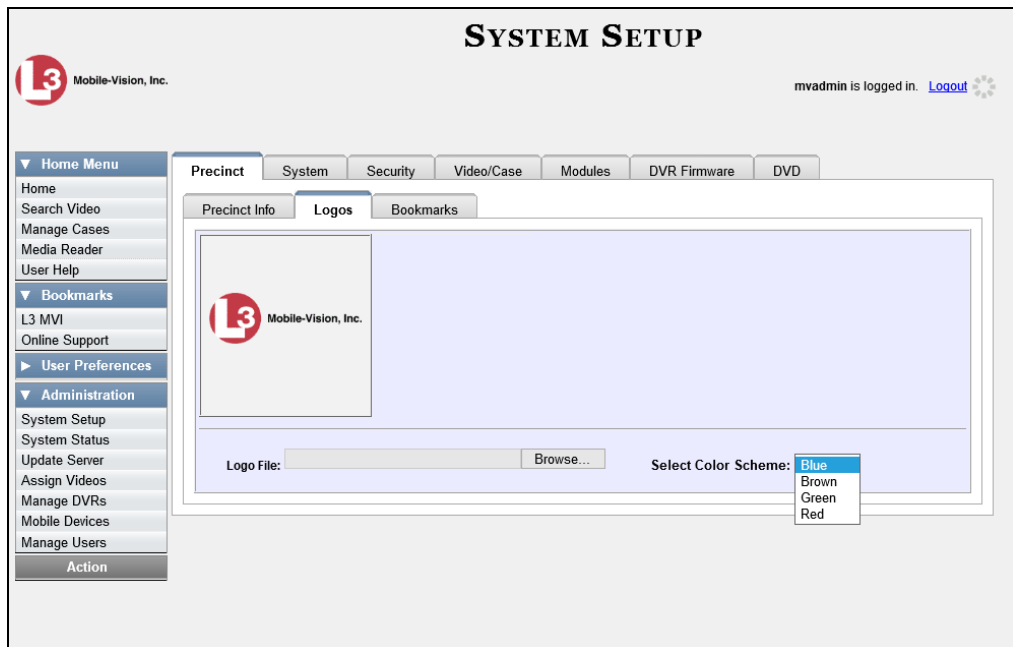 SYSTEM SETUP
L3 Mobile-Vision, Inc.
mvadmin is logged in. Logout
▼ Home Menu
Home
Search Video
Manage Cases
Media Reader
User Help
▼ Bookmarks
L3 MVI
Online Support
▶ User Preferences
▼ Administration
System Setup
System Status
Update Server
Assign Videos
Manage DVRs
Mobile Devices
Manage Users
Action
Precinct System Security Video/Case Modules DVR Firmware DVD
Precinct Info Logos Bookmarks
L3 Mobile-Vision, Inc.
Logo File: Browse... Select Color Scheme: Blue
Brown
Green
Red